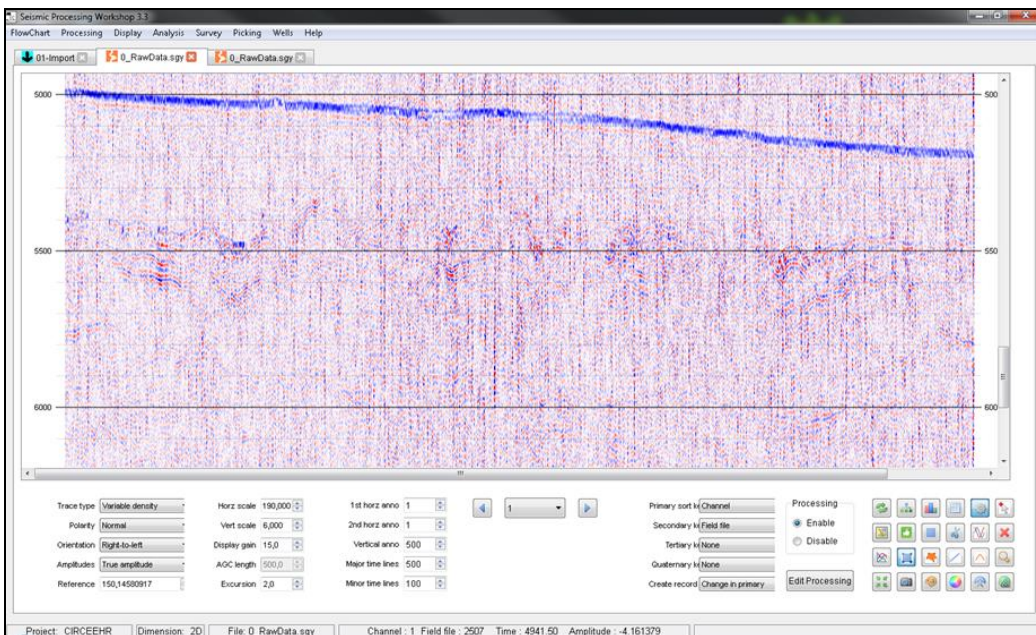 Seismic Processing Workshop 3.3
FlowChart Processing Display Analysis Survey Picking Wells Help
01-Import 0_RawData.sgy 0_RawData.sgy
5000 500
5500 550
6000 600
Trace type Variable density Horz scale 190,000 1st horz anno 1 1 Primary sort k Channel Processing
Polarity Normal Vert scale 6,000 2nd horz anno 1 Secondary k Field file Enable
Orientation Right-to-left Display gain 15,0 Vertical anno 500 Tertiary k None Disable
Amplitudes True amplitude AGC length 500,0 Major time lines 500 Quaternary k None
Reference 150,14580917 Excursion 2,0 Minor time lines 100 Create record Change in primary Edit Processing
Project: CIRCEEHR Dimension: 2D File: 0_RawData.sgy Channel : 1 Field file : 2507 Time : 4941.50 Amplitude : -4.161379